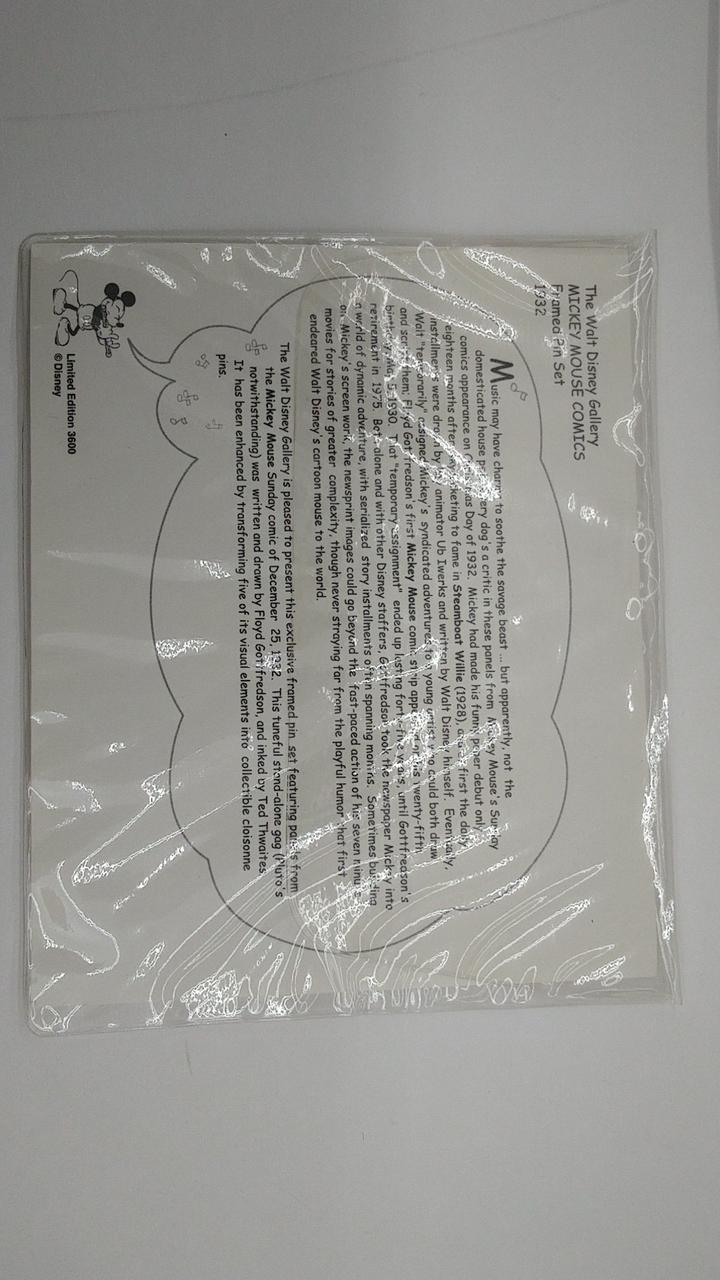 The Walt Disney Gallery
MICKEY MOUSE COMICS
Framed Pin Set
1932
Music may have charms to soothe the savage beast ... but apparently, not the
domesticated house pet. Every dog's a critic in these panels from Mickey Mouse's Sunday
comics appearance on Christmas Day of 1932. Mickey had made his funny paper debut only
eighteen months after rocketing to fame in Steamboat Willie (1928), at first the daily
installments were drawn by animator Ub Iwerks and written by Walt Disney himself. Eventually,
Walt "temporarily" assigned Mickey's syndicated adventures to a young artist who could both draw
and script them: Floyd Gottfredson's first Mickey Mouse comic strip appeared on his twenty-fifth
birthday, May 5, 1930. That "temporary assignment" ended up lasting forty-five years, until Gottfredson's
retirement in 1975. Both alone and with other Disney staffers, Gottfredson took the newspaper Mickey into
a world of dynamic adventure, with serialized story installments often spanning months. Sometimes building
on Mickey's screen work, the newsprint images could go beyond the fast-paced action of his seven minute
movies for stories of greater complexity, though never straying far from the playful humor that first
endeared Walt Disney's cartoon mouse to the world.
The Walt Disney Gallery is pleased to present this exclusive framed pin set featuring panels from
the Mickey Mouse Sunday comic of December 25, 1932. This tuneful stand-alone gag (Pluto's
notwithstanding) was written and drawn by Floyd Gottfredson, and inked by Ted Thwaites.
It has been enhanced by transforming five of its visual elements into collectible cloisonne
pins.
Limited Edition 3600
© Disney